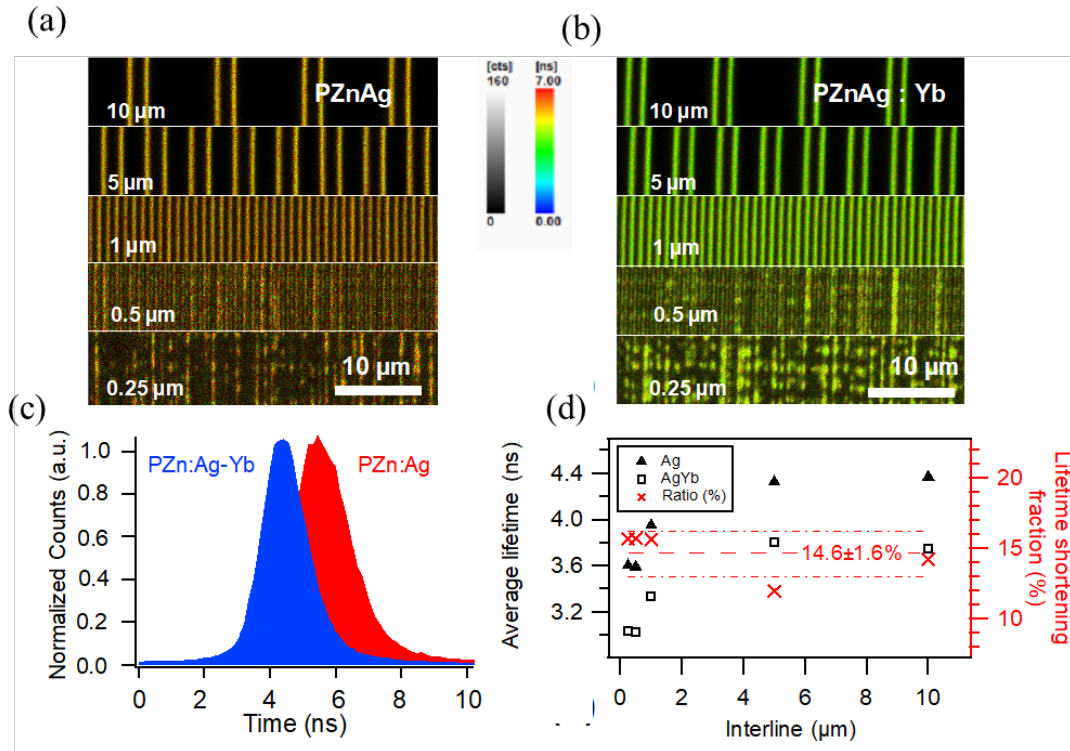 (a)
PZnAg
10 µm
5 µm
1 µm
0.5 µm
0.25 µm
10 µm
[cts] [ns]
160 7.00
0 0.00
(b)
PZnAg : Yb
10 µm
5 µm
1 µm
0.5 µm
0.25 µm
10 µm
(c)
PZn:Ag-Yb
PZn:Ag
Normalized Counts (a.u.)
1.0
0.8
0.6
0.4
0.2
0.0
0 2 4 6 8 10
Time (ns)
(d)
Ag
AgYb
Ratio (%)
14.6±1.6%
Average lifetime (ns)
4.4
4.0
3.6
3.2
0 2 4 6 8 10
Interline (µm)
20
15
10
Lifetime shortening
fraction (%)